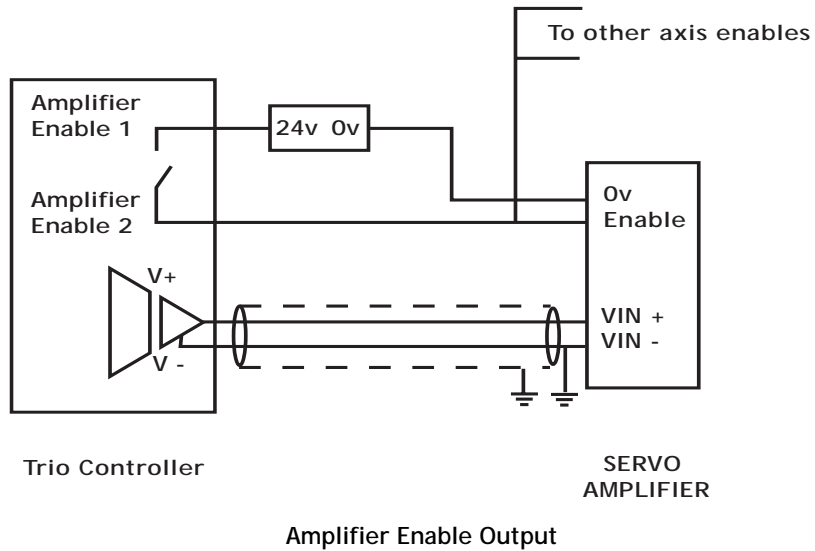 To other axis enables
Amplifier
Enable 1
24v 0v
Amplifier
Enable 2
0v
Enable
V+
V -
VIN +
VIN -
Trio Controller
SERVO
AMPLIFIER
Amplifier Enable Output